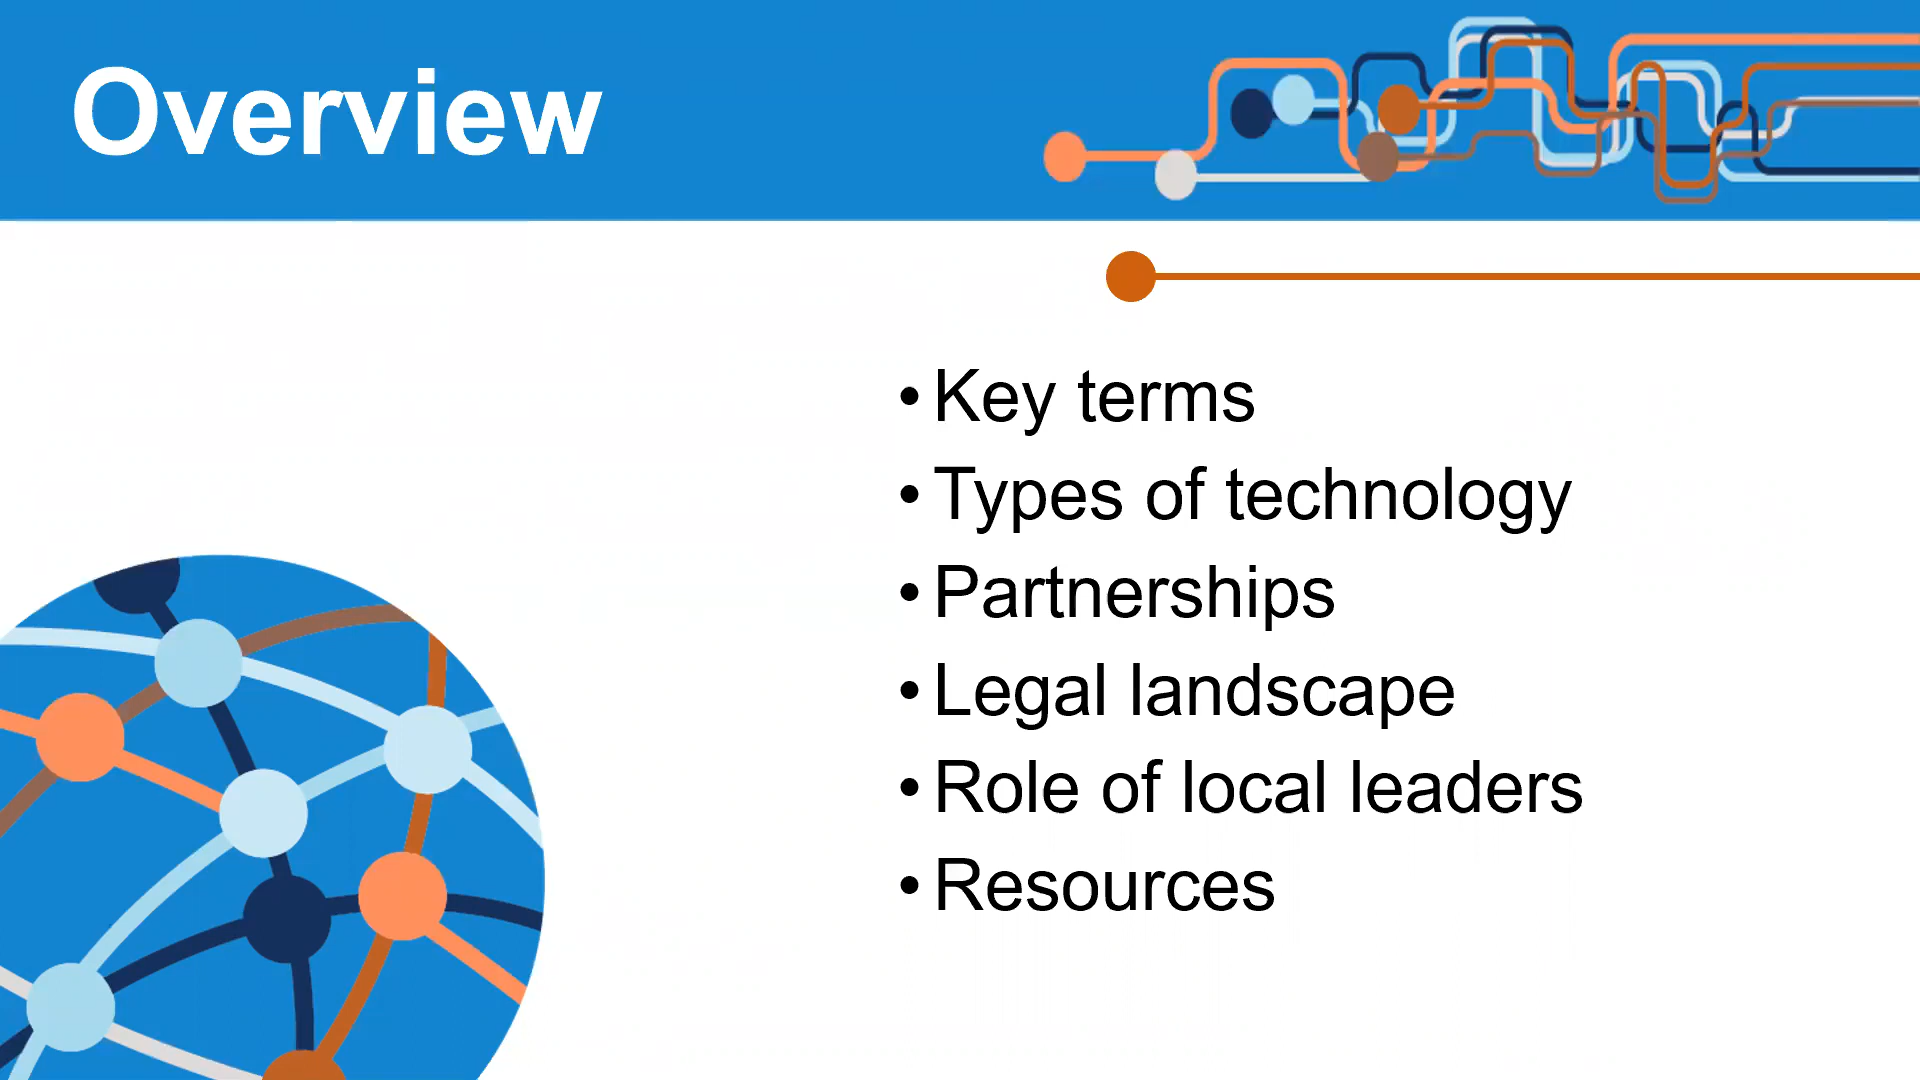 Overview
• Key terms
• Types of technology
• Partnerships
• Legal landscape
• Role of local leaders
• Resources